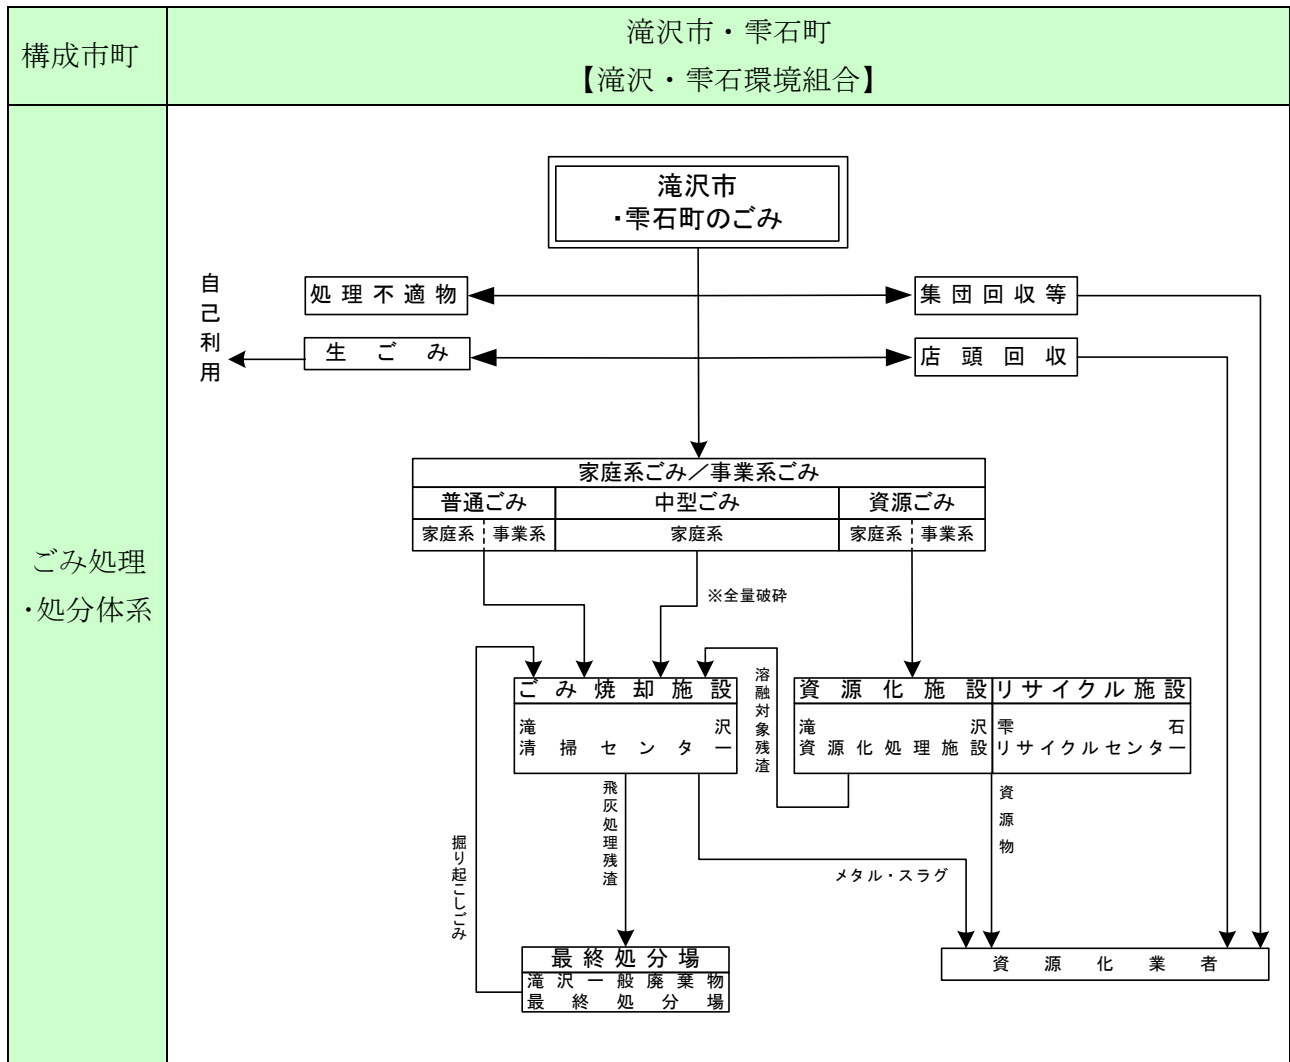 構成市町
滝沢市・雫石町
【滝沢・雫石環境組合】
ごみ処理
・処分体系
滝沢市
・雫石町のごみ
自己利用
処理不適物
集団回収等
生ごみ
店頭回収
家庭系ごみ／事業系ごみ
普通ごみ
中型ごみ
資源ごみ
家庭系
事業系
家庭系
家庭系
事業系
※全量破砕
ごみ焼却施設
滝沢
清掃センター
溶融対象残渣
資源化施設
リサイクル施設
滝沢
資源化処理施設
雫石
リサイクルセンター
飛灰処理残渣
資源物
掘り起こしごみ
メタル・スラグ
最終処分場
滝沢一般廃棄物
最終処分場
資源化業者